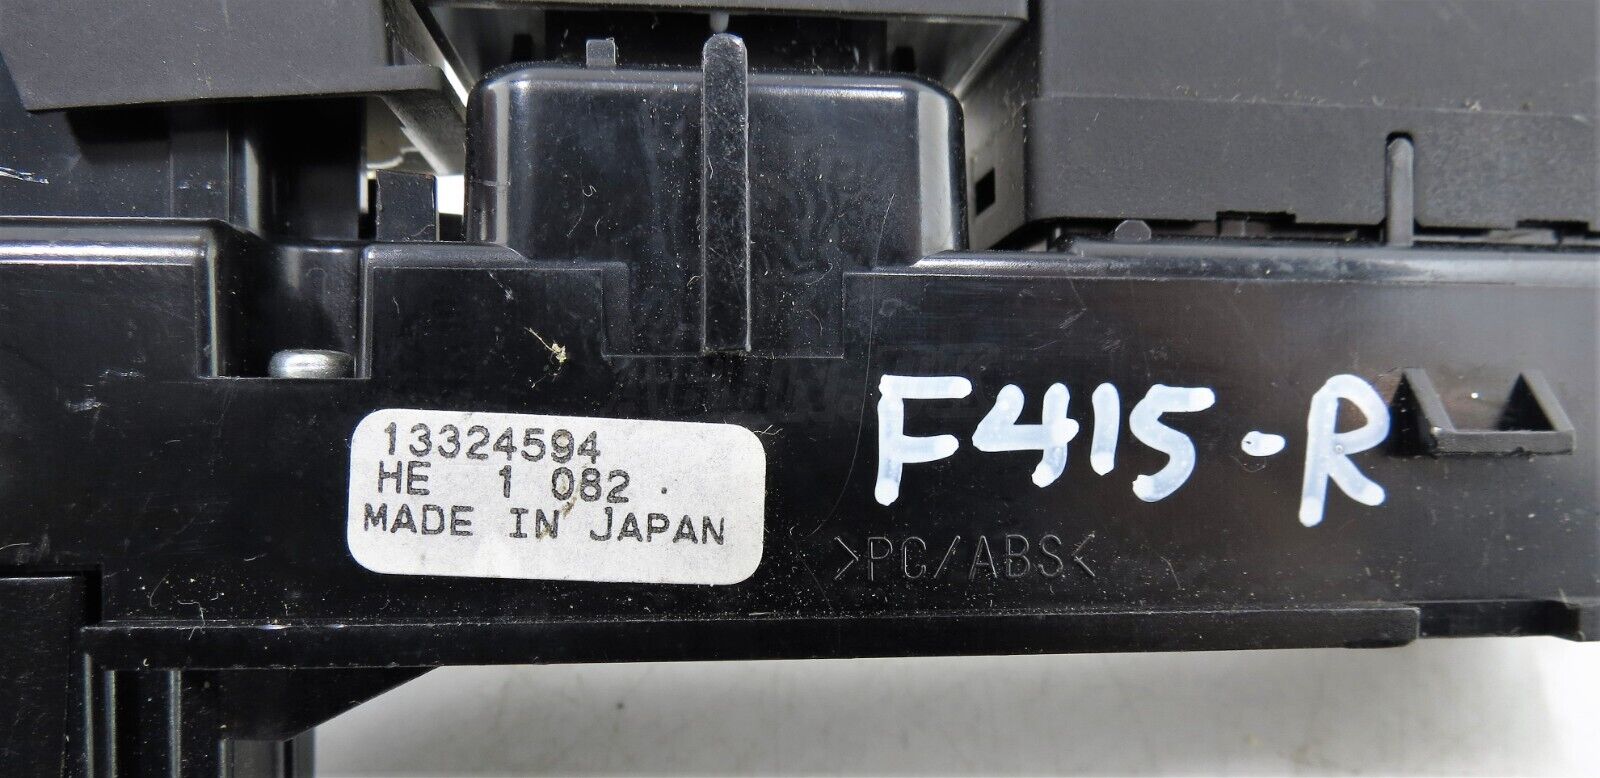 F415-R
13324594
HE 1 082.
MADE IN JAPAN
>PC/ABS<